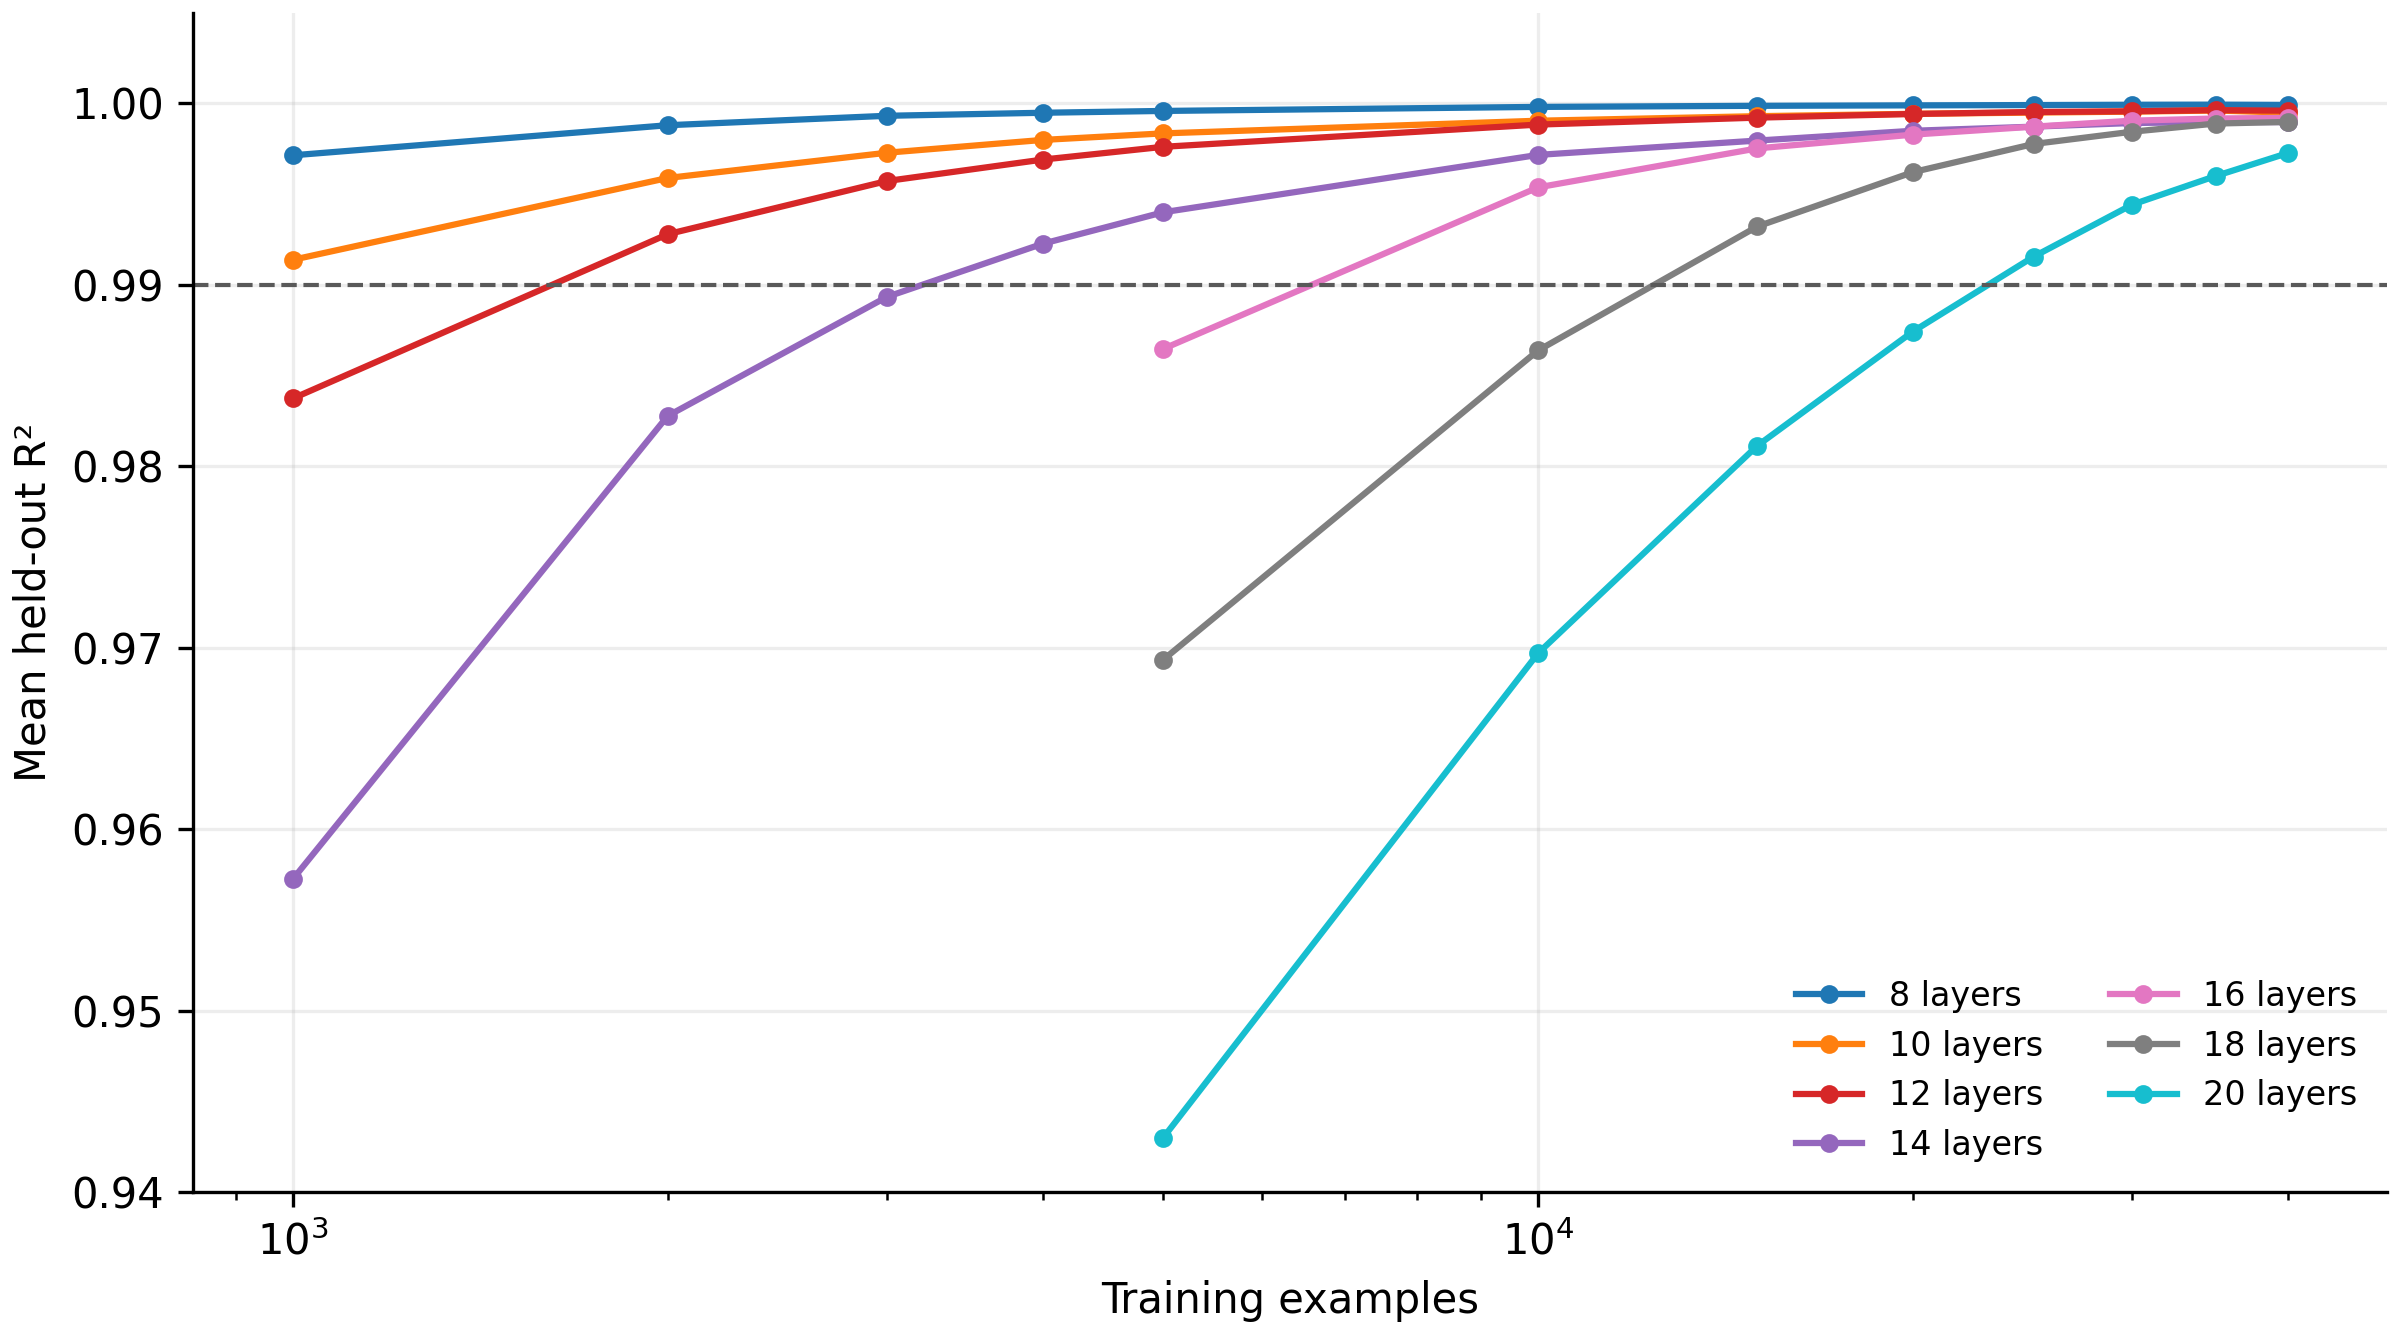 1.00
0.99
0.98
0.97
0.96
0.95
0.94
Mean held-out R²
10³
10⁴
Training examples
8 layers
10 layers
12 layers
14 layers
16 layers
18 layers
20 layers